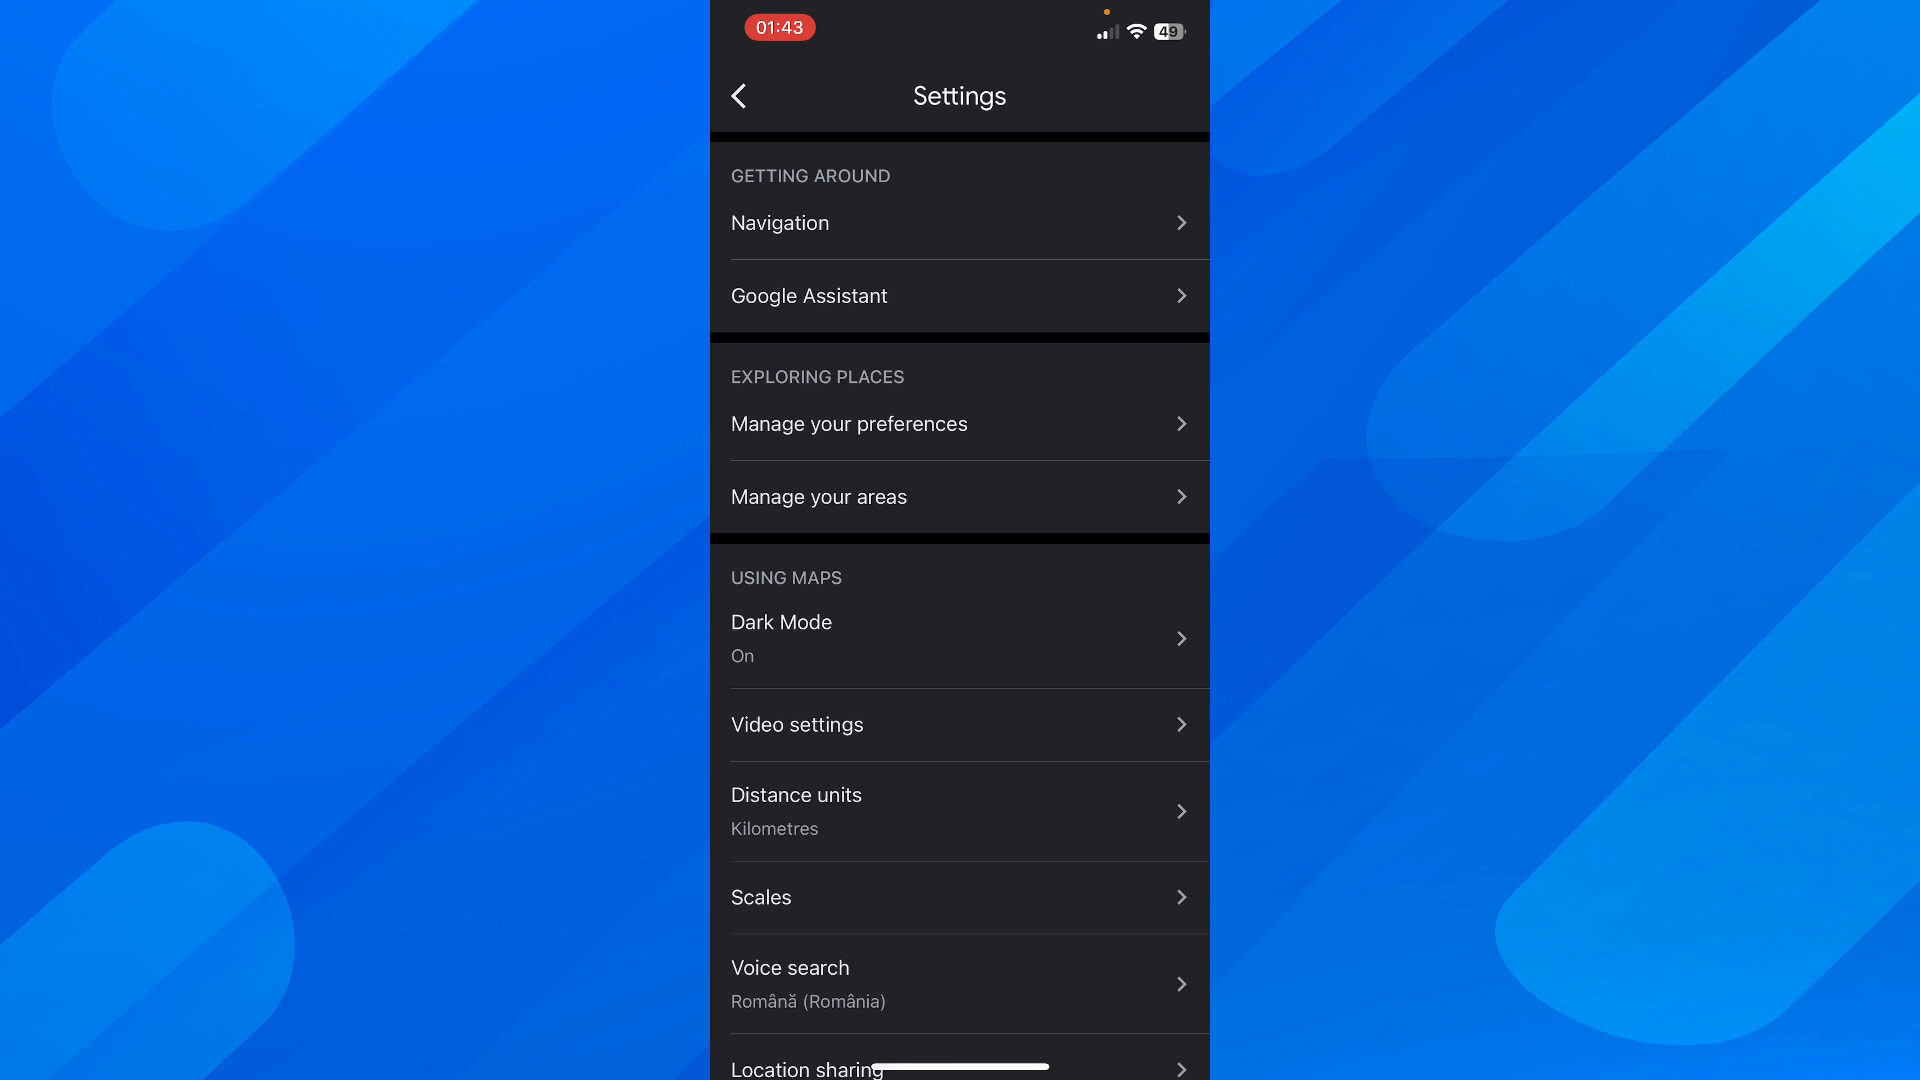 01:43
49
Settings
GETTING AROUND
Navigation
Google Assistant
EXPLORING PLACES
Manage your preferences
Manage your areas
USING MAPS
Dark Mode
On
Video settings
Distance units
Kilometres
Scales
Voice search
Română (România)
Location sharing